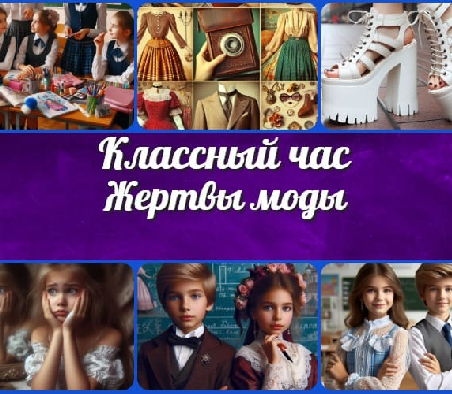 Классный час
Жертвы моды